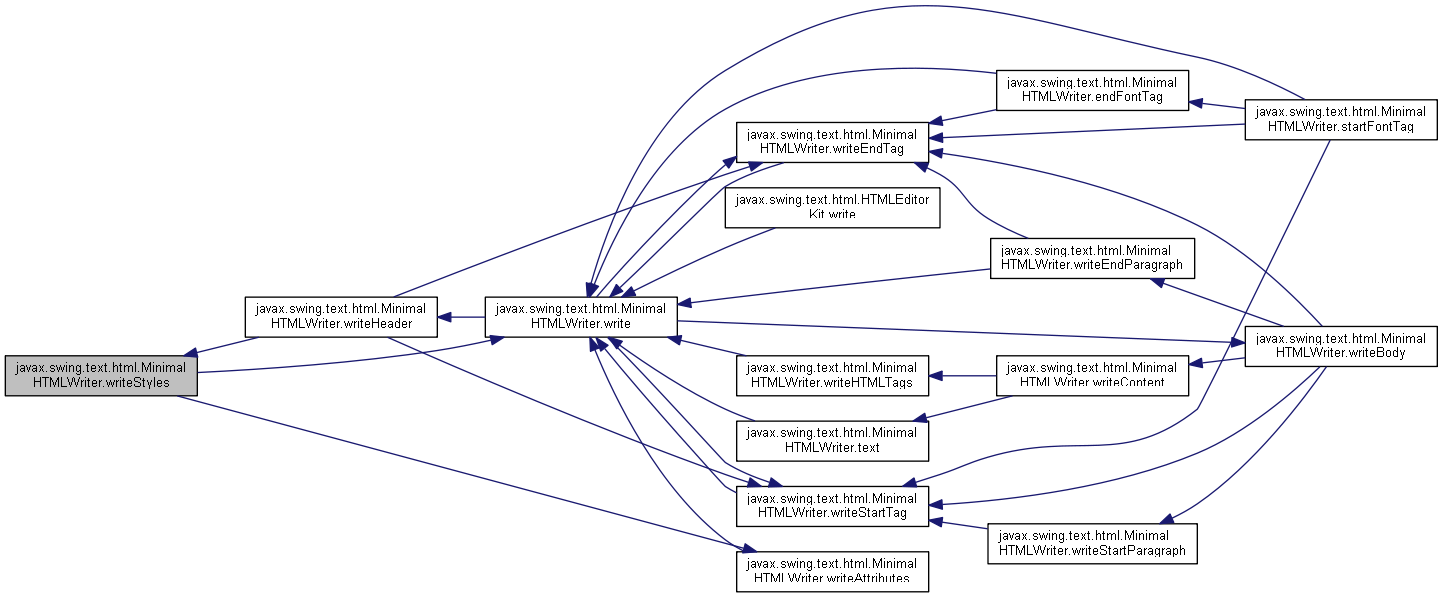 javax.swing.text.html.Minimal
HTMLWriter.endFontTag
javax.swing.text.html.Minimal
HTMLWriter.startFontTag
javax.swing.text.html.Minimal
HTMLWriter.writeEndTag
javax.swing.text.html.HTMLEditor
Kit.write
javax.swing.text.html.Minimal
HTMLWriter.writeEndParagraph
javax.swing.text.html.Minimal
HTMLWriter.writeHeader
javax.swing.text.html.Minimal
HTMLWriter.write
javax.swing.text.html.Minimal
HTMLWriter.writeBody
javax.swing.text.html.Minimal
HTMLWriter.writeStyles
javax.swing.text.html.Minimal
HTMLWriter.writeHTMLTags
javax.swing.text.html.Minimal
HTMLWriter.writeContent
javax.swing.text.html.Minimal
HTMLWriter.text
javax.swing.text.html.Minimal
HTMLWriter.writeStartTag
javax.swing.text.html.Minimal
HTMLWriter.writeStartParagraph
javax.swing.text.html.Minimal
HTMLWriter.writeAttributes